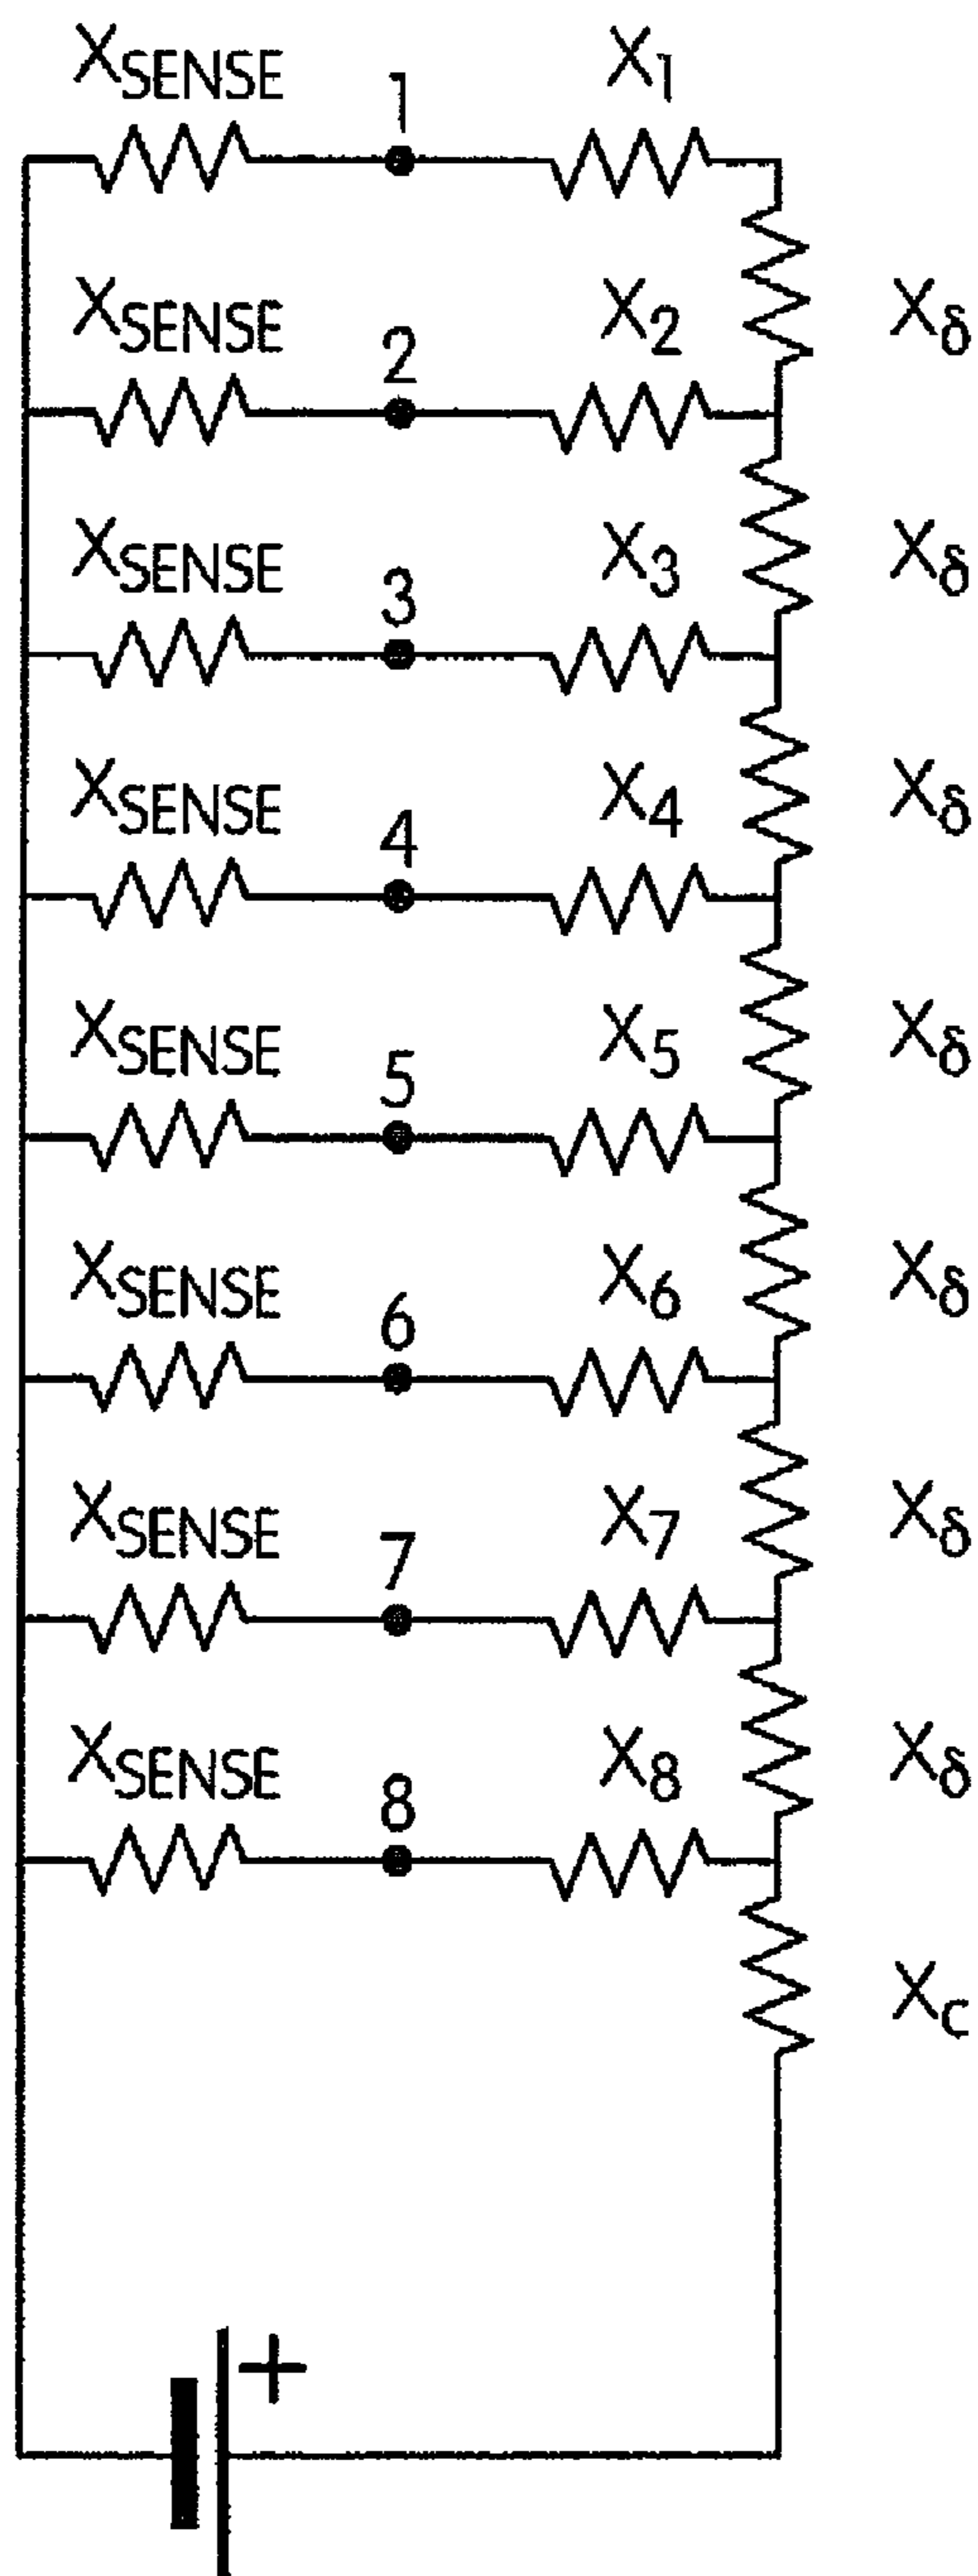 XSENSE 1 X1
XSENSE 2 X2 Xδ
XSENSE 3 X3 Xδ
XSENSE 4 X4 Xδ
XSENSE 5 X5 Xδ
XSENSE 6 X6 Xδ
XSENSE 7 X7 Xδ
XSENSE 8 X8 Xδ
Xc
+